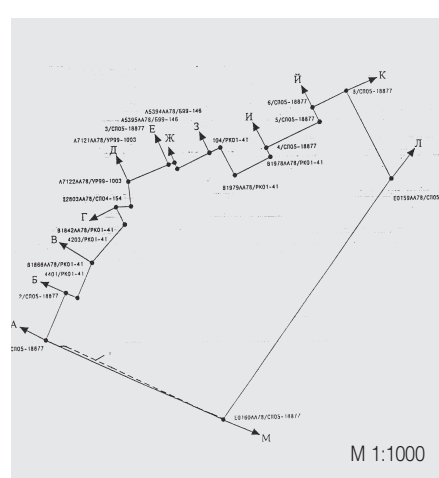 К
Й
8/СП05-18877
6/СП05-18877
А5394АА78/Б99-146
А5395АА78/Б99-146
З
И
3/СП05-18877
Е
5/СП05-18877
А7121АА78/УР99-1003
Ж
104/РК01-41
4/СП05-18877
Д
Л
В1978АА78/РК01-41
А7122АА78/УР99-1003
В1979АА78/РК01-41
Е2803АА78/СП04-154
Е0159АА78/СП05
Г
В1842АА78/РК01-41
4203/РК01-41
В
В1866АА78/РК01-41
4401/РК01-41
Б
7/СП05-18877
А
СП05-18877
Е0160АА78/СП05-18877
М
М 1:1000